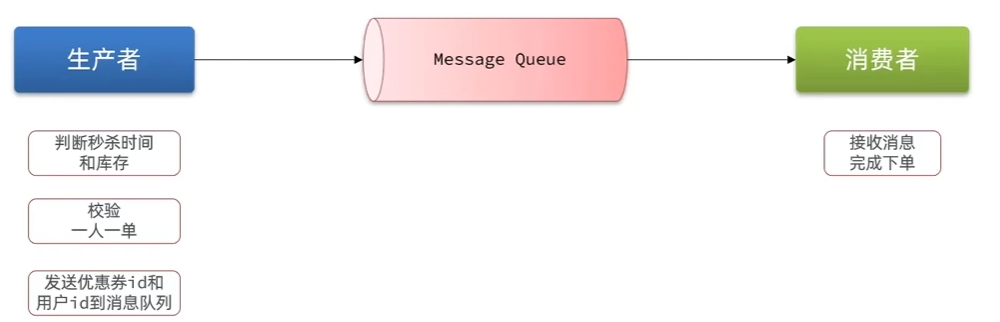 生产者
Message Queue
消费者
判断秒杀时间
和库存
校验
一人一单
发送优惠券id和
用户id到消息队列
接收消息
完成下单